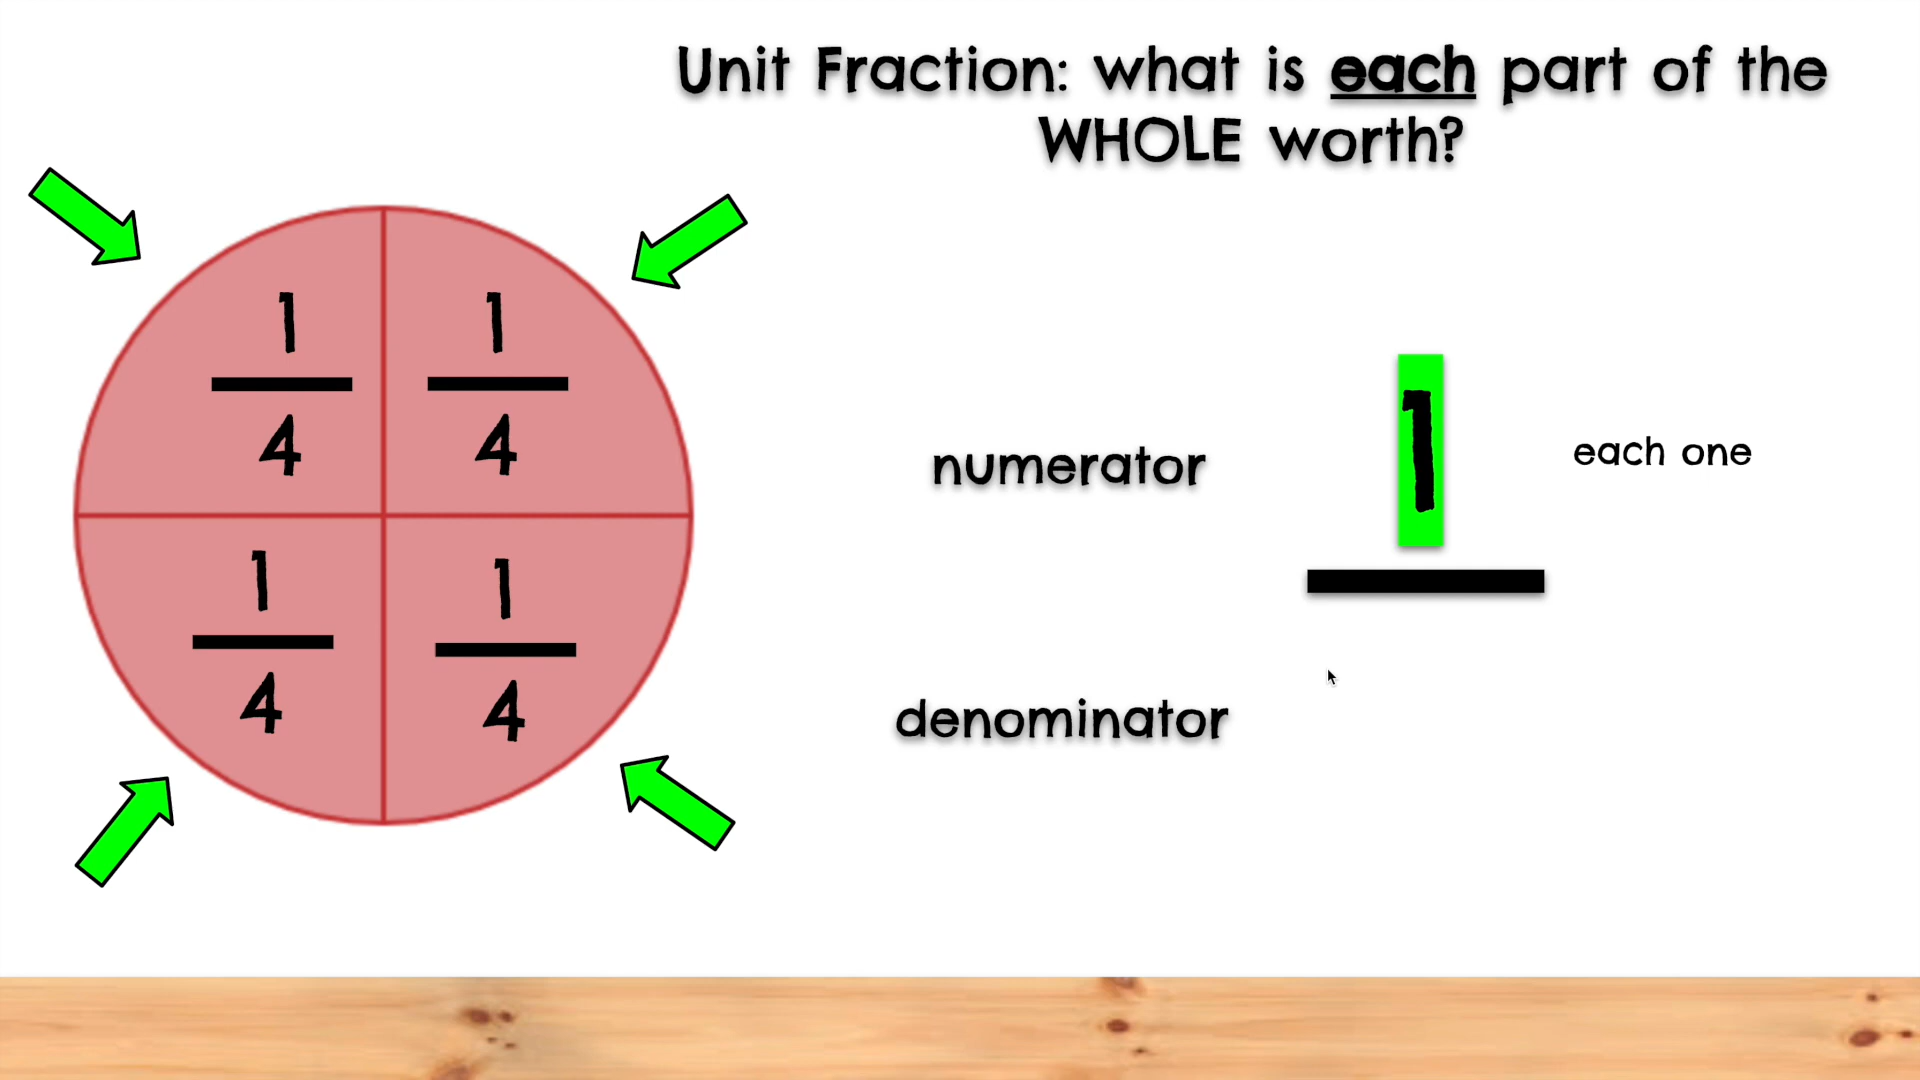 Unit Fraction: what is each part of the
WHOLE worth?
1
4
1
4
1
4
1
4
numerator
1
each one
denominator